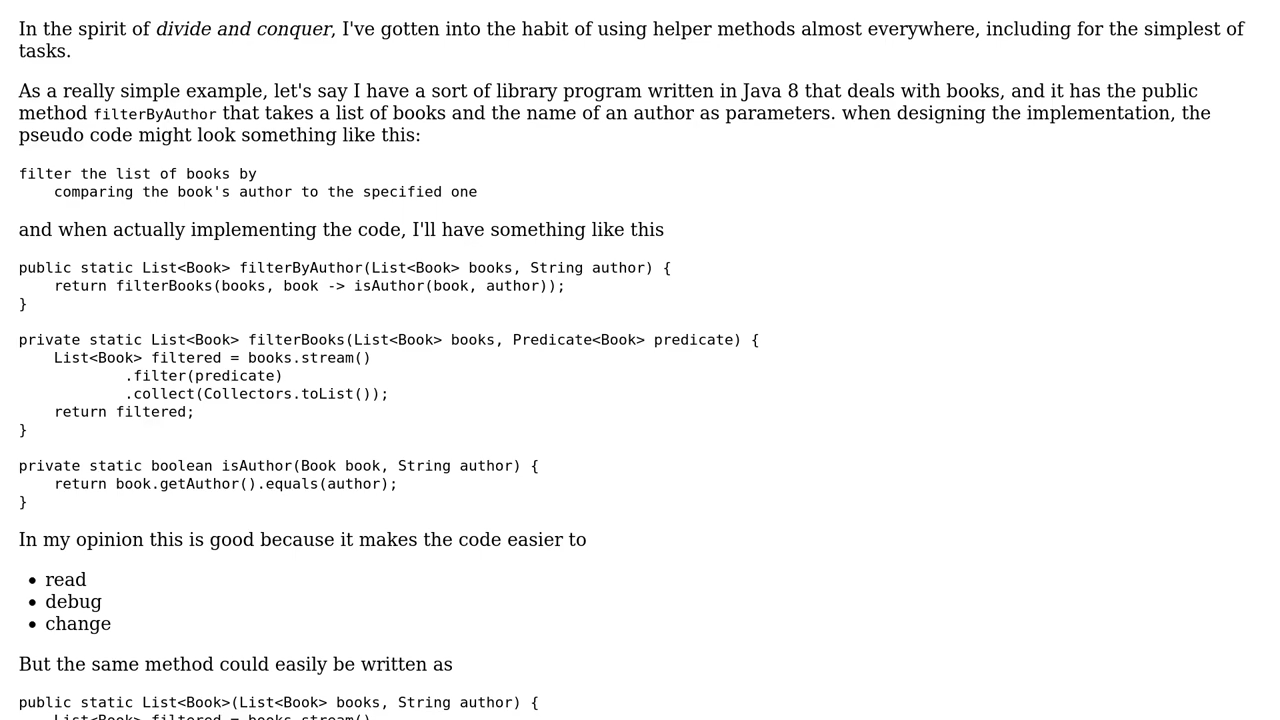 In the spirit of divide and conquer, I've gotten into the habit of using helper methods almost everywhere, including for the simplest of
tasks.
As a really simple example, let's say I have a sort of library program written in Java 8 that deals with books, and it has the public
method filterByAuthor that takes a list of books and the name of an author as parameters. when designing the implementation, the
pseudo code might look something like this:
filter the list of books by
    comparing the book's author to the specified one
and when actually implementing the code, I'll have something like this
public static List<Book> filterByAuthor(List<Book> books, String author) {
    return filterBooks(books, book -> isAuthor(book, author));
}
private static List<Book> filterBooks(List<Book> books, Predicate<Book> predicate) {
    List<Book> filtered = books.stream()
            .filter(predicate)
            .collect(Collectors.toList());
    return filtered;
}
private static boolean isAuthor(Book book, String author) {
    return book.getAuthor().equals(author);
}
In my opinion this is good because it makes the code easier to
• read
• debug
• change
But the same method could easily be written as
public static List<Book>(List<Book> books, String author) {
    List<Book> filtered = books.stream()